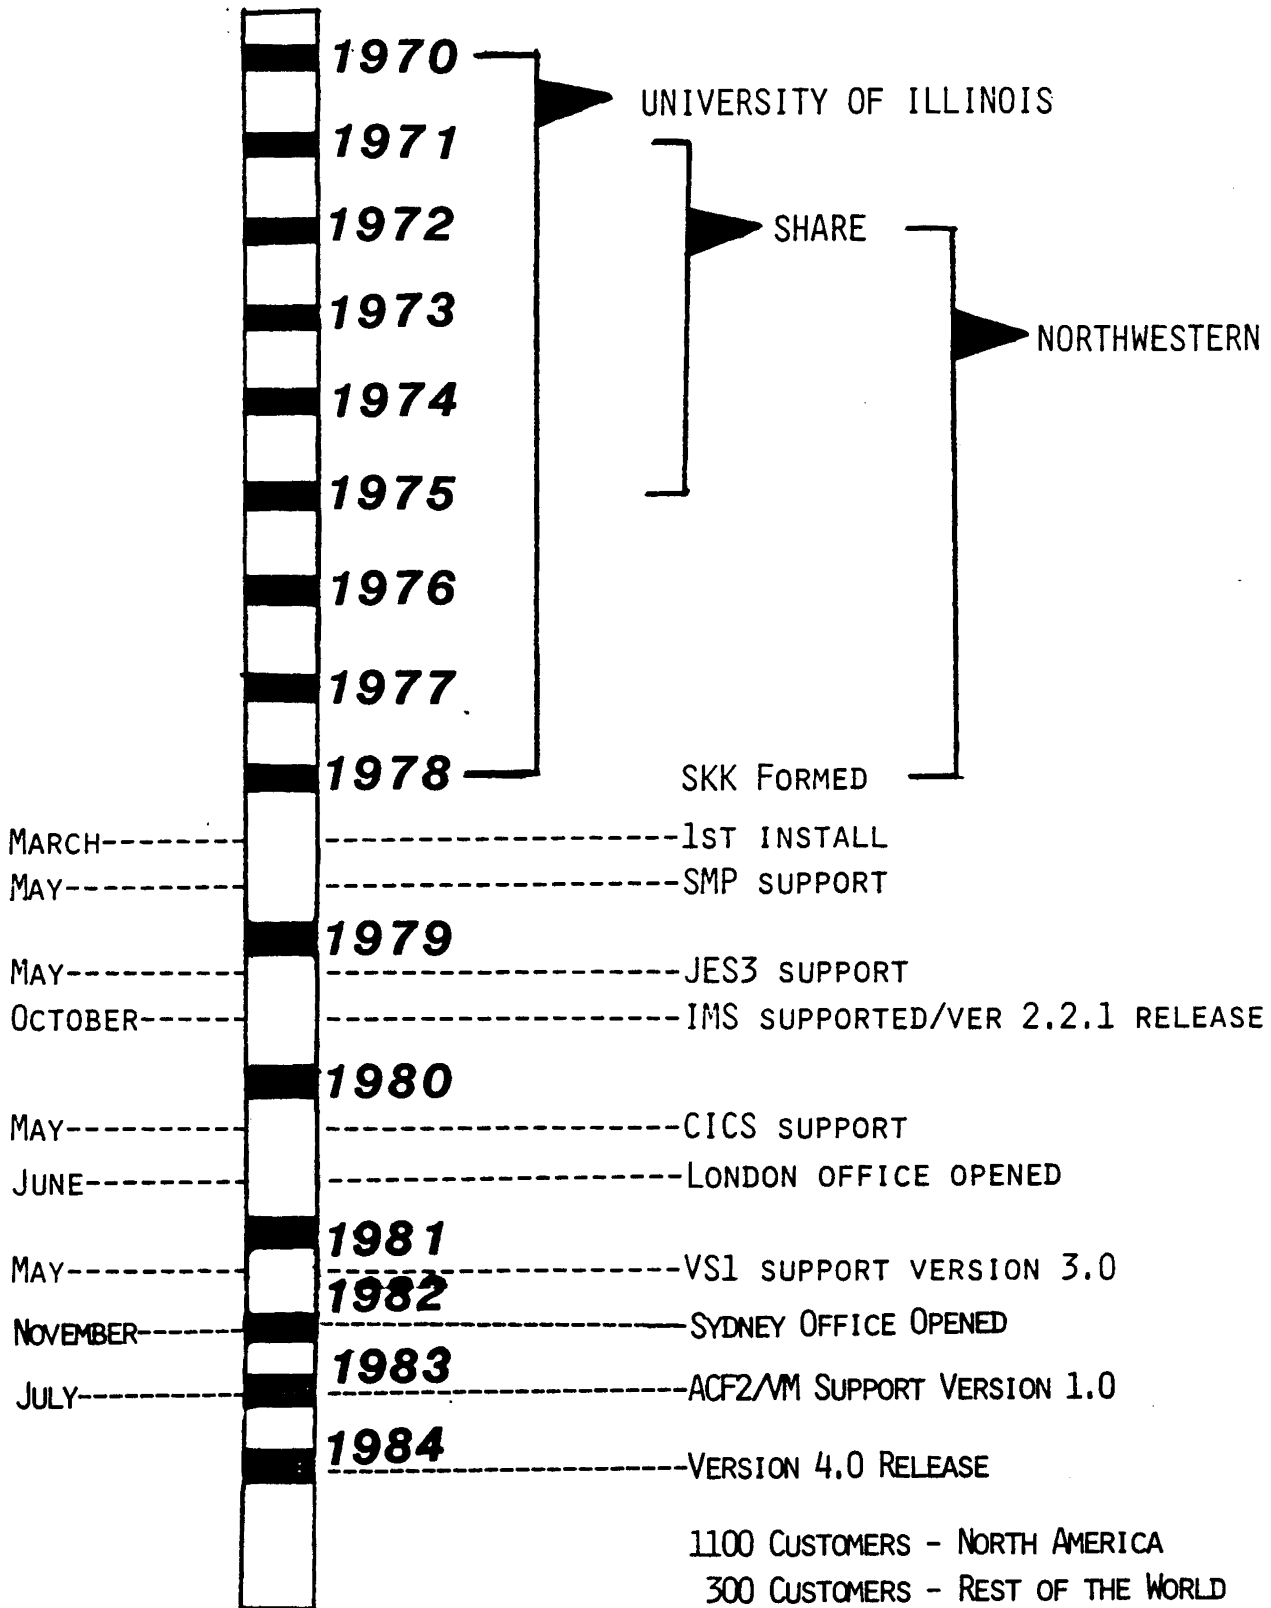 1970
UNIVERSITY OF ILLINOIS
1971
1972
SHARE
1973
NORTHWESTERN
1974
1975
1976
1977
1978
SKK FORMED
MARCH 1ST INSTALL
MAY SMP SUPPORT
1979
MAY JES3 SUPPORT
OCTOBER IMS SUPPORTED/VER 2.2.1 RELEASE
1980
MAY CICS SUPPORT
JUNE LONDON OFFICE OPENED
1981
MAY VS1 SUPPORT VERSION 3.0
1982
NOVEMBER SYDNEY OFFICE OPENED
1983
JULY ACF2/VM SUPPORT VERSION 1.0
1984
VERSION 4.0 RELEASE
1100 CUSTOMERS - NORTH AMERICA
300 CUSTOMERS - REST OF THE WORLD